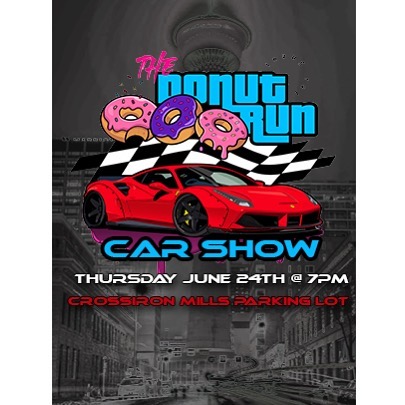 THE
DONUT
RUN
CAR SHOW
THURSDAY JUNE 24TH @ 7PM
CROSSIRON MILLS PARKING LOT